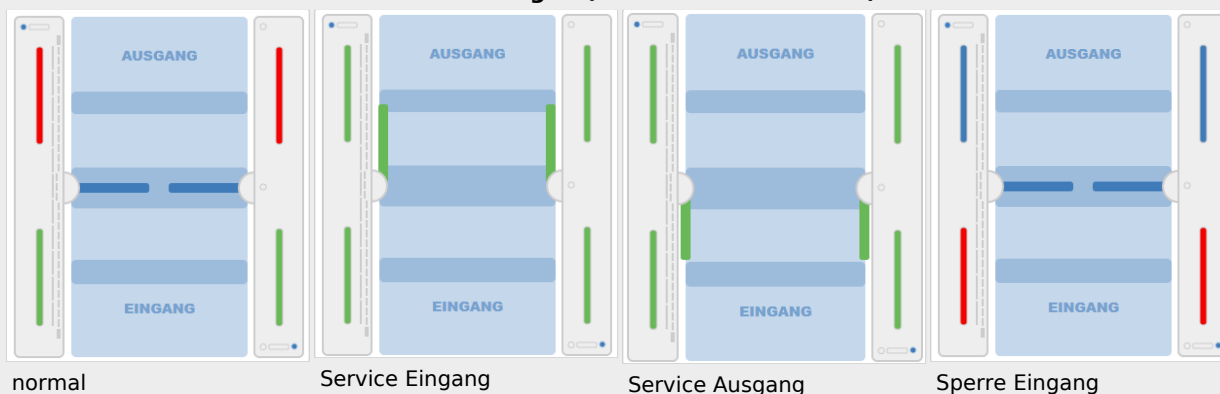 AUSGANG
EINGANG
normal
AUSGANG
EINGANG
Service Eingang
AUSGANG
EINGANG
Service Ausgang
AUSGANG
EINGANG
Sperre Eingang